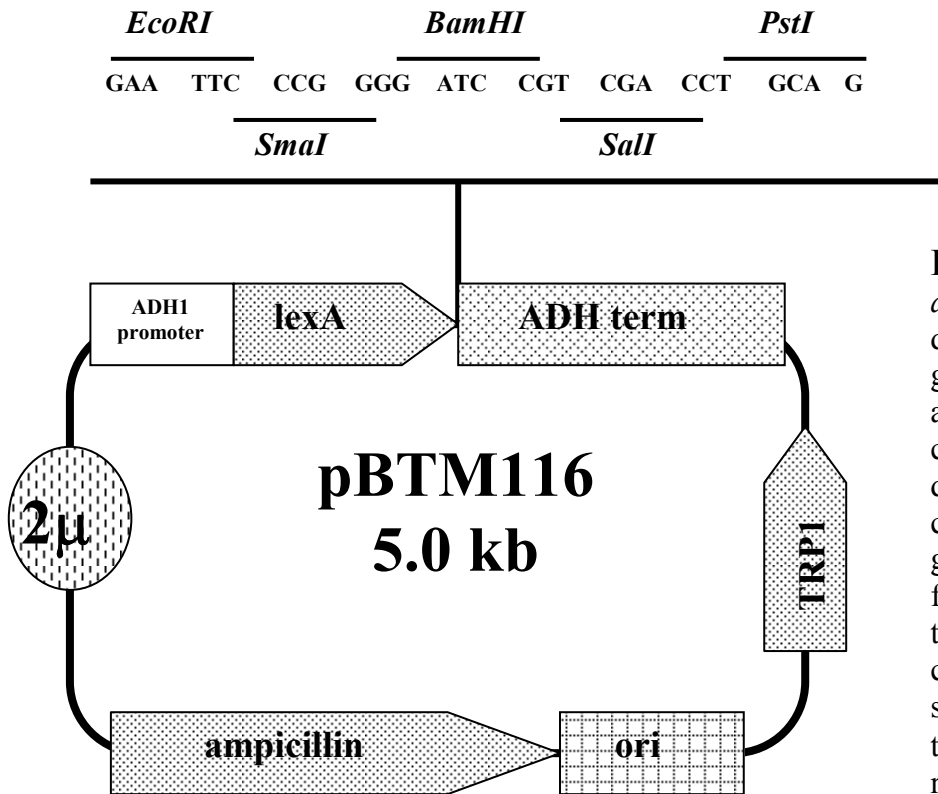 EcoRI BamHI PstI
GAA TTC CCG GGG ATC CGT CGA CCT GCA G
SmaI SalI
ADH1
promoter
lexA
ADH term
pBTM116
5.0 kb
2μ
TRP1
ampicillin
ori